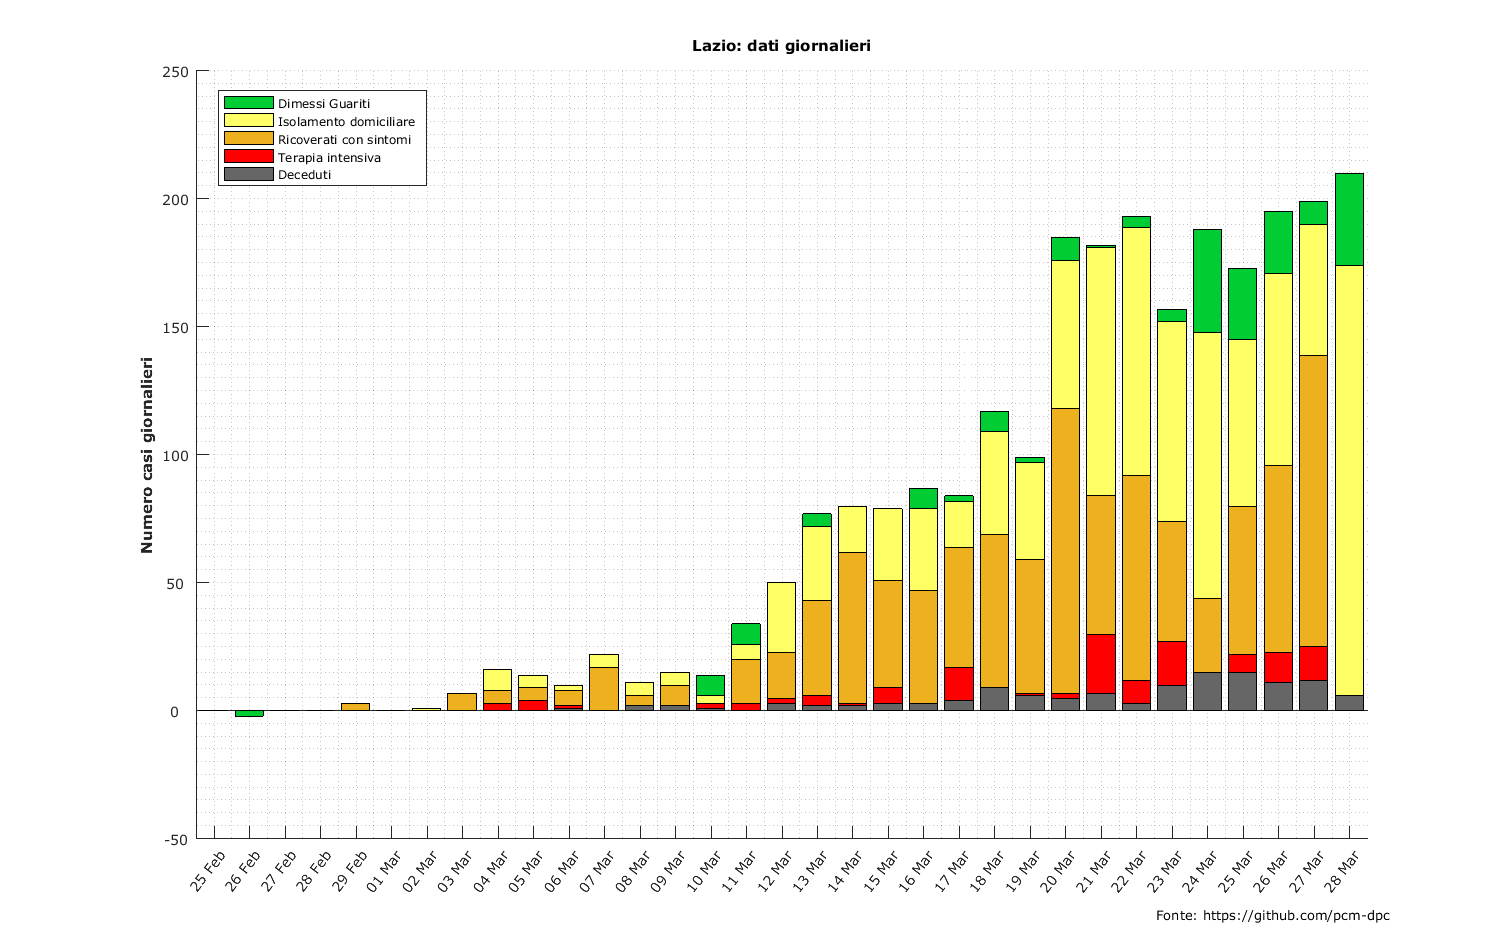 Lazio: dati giornalieri
250
200
150
100
50
0
-50
Numero casi giornalieri
Dimessi Guariti
Isolamento domiciliare
Ricoverati con sintomi
Terapia intensiva
Deceduti
25 Feb
26 Feb
27 Feb
28 Feb
29 Feb
01 Mar
02 Mar
03 Mar
04 Mar
05 Mar
06 Mar
07 Mar
08 Mar
09 Mar
10 Mar
11 Mar
12 Mar
13 Mar
14 Mar
15 Mar
16 Mar
17 Mar
18 Mar
19 Mar
20 Mar
21 Mar
22 Mar
23 Mar
24 Mar
25 Mar
26 Mar
27 Mar
28 Mar
Fonte: https://github.com/pcm-dpc